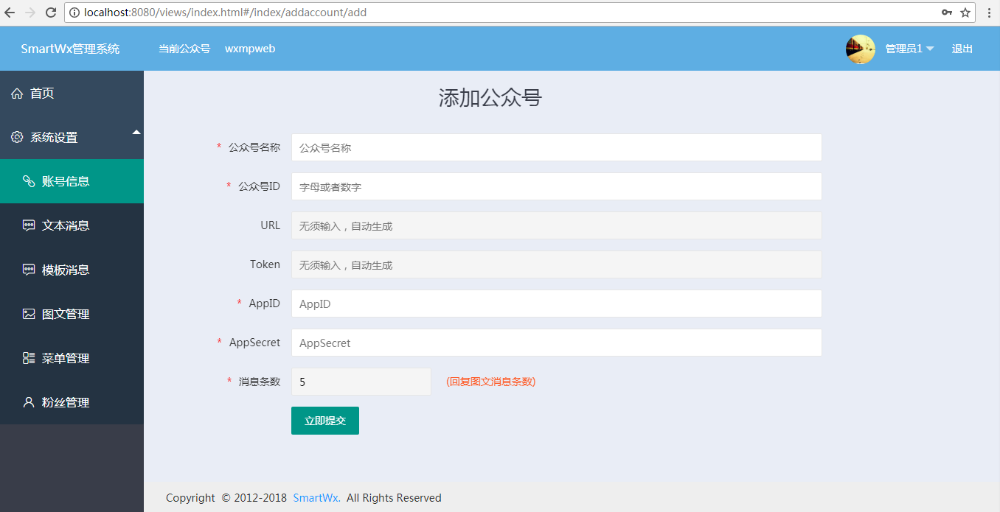 localhost:8080/views/index.html#/index/addaccount/add
SmartWx管理系统 当前公众号 wxmpweb 管理员1 退出
首页
系统设置
账号信息
文本消息
模板消息
图文管理
菜单管理
粉丝管理
添加公众号
* 公众号名称 公众号名称
* 公众号ID 字母或者数字
URL 无须输入，自动生成
Token 无须输入，自动生成
* AppID AppID
* AppSecret AppSecret
* 消息条数 5 (回复图文消息条数)
立即提交
Copyright © 2012-2018 SmartWx. All Rights Reserved